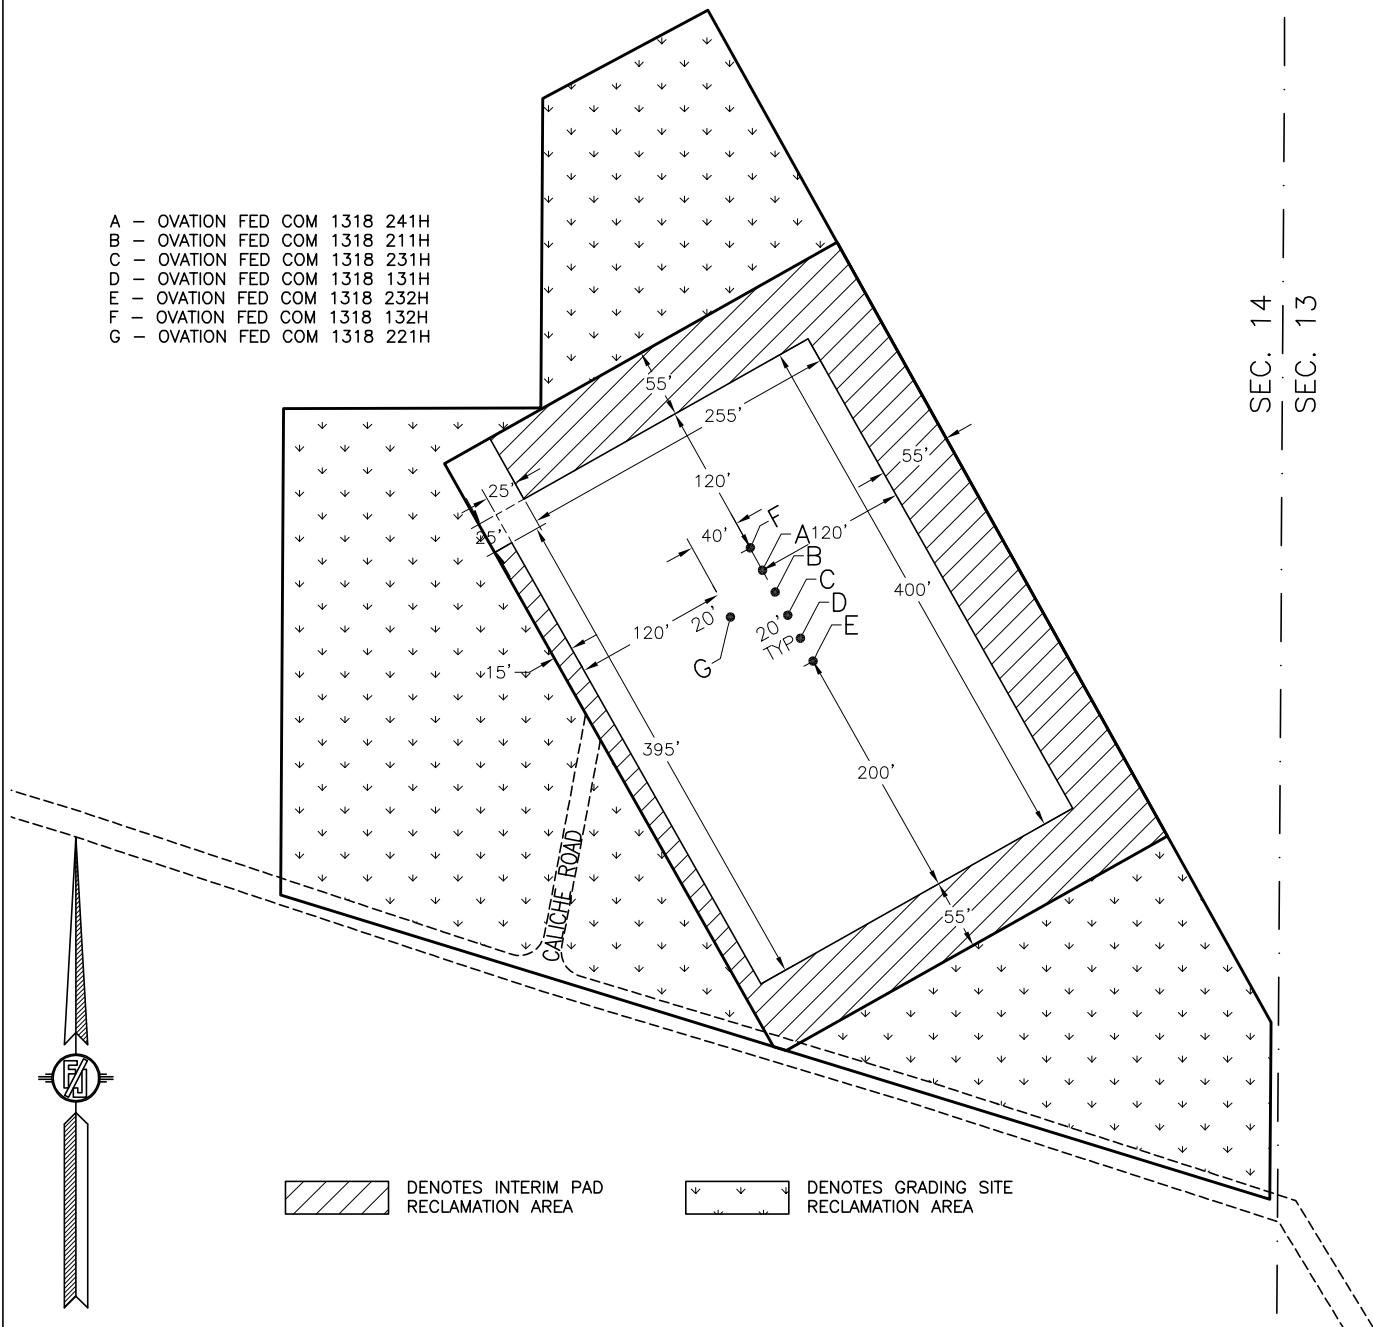 A – OVATION FED COM 1318 241H
B – OVATION FED COM 1318 211H
C – OVATION FED COM 1318 231H
D – OVATION FED COM 1318 131H
E – OVATION FED COM 1318 232H
F – OVATION FED COM 1318 132H
G – OVATION FED COM 1318 221H
SEC. 14
SEC. 13
55'
255'
55'
120'
25'
25'
40'
F
A
120'
B
C
400'
D
E
20'
20'
TYP
120'
G
15'
395'
200'
CALICHE ROAD
55'
FJ
DENOTES INTERIM PAD
RECLAMATION AREA
DENOTES GRADING SITE
RECLAMATION AREA